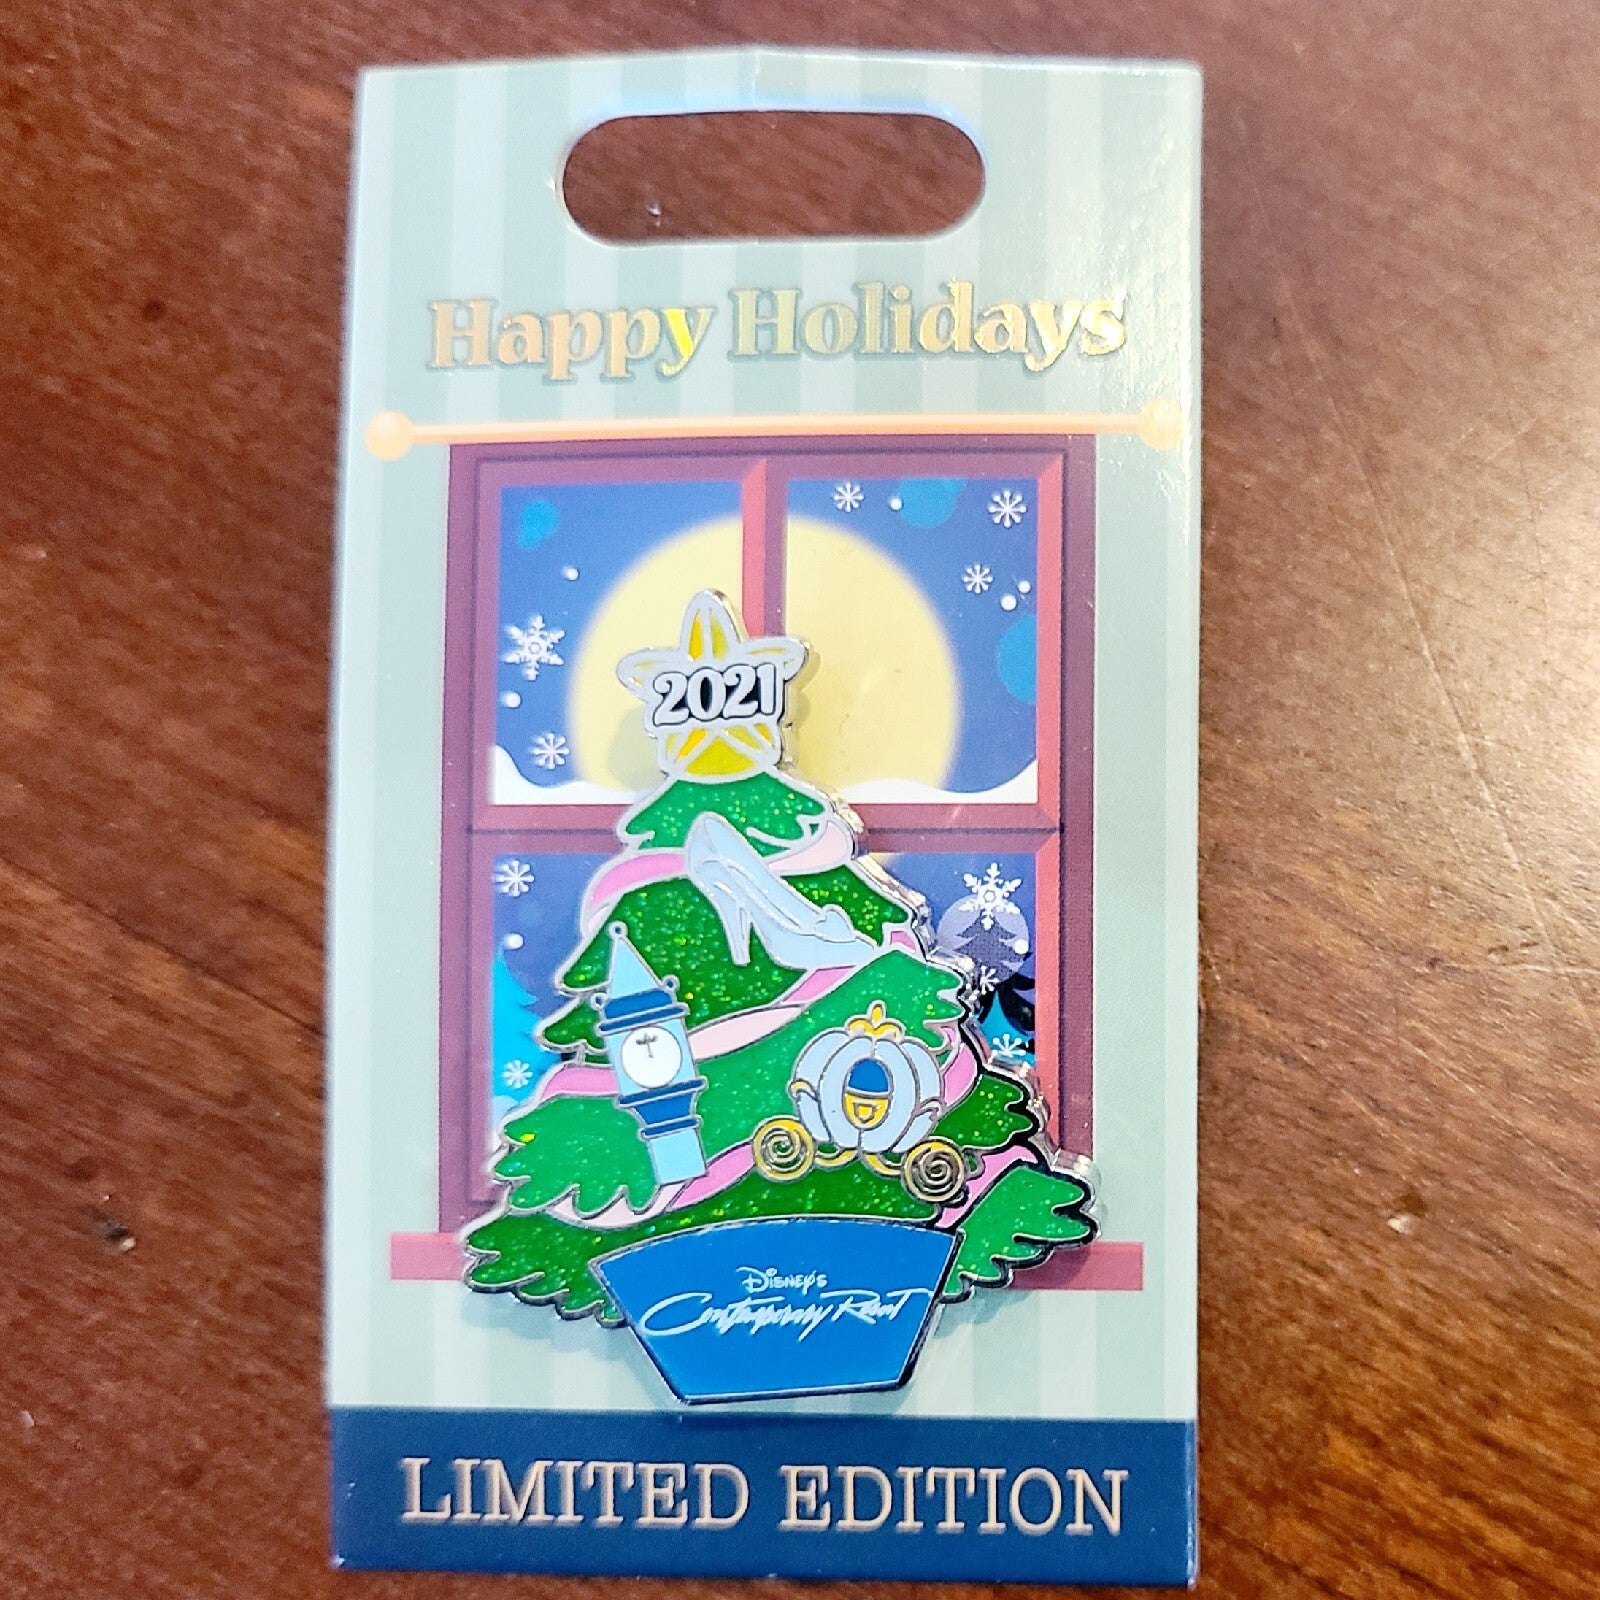 Happy Holidays
2021
Disney's
Contemporary Resort
LIMITED EDITION